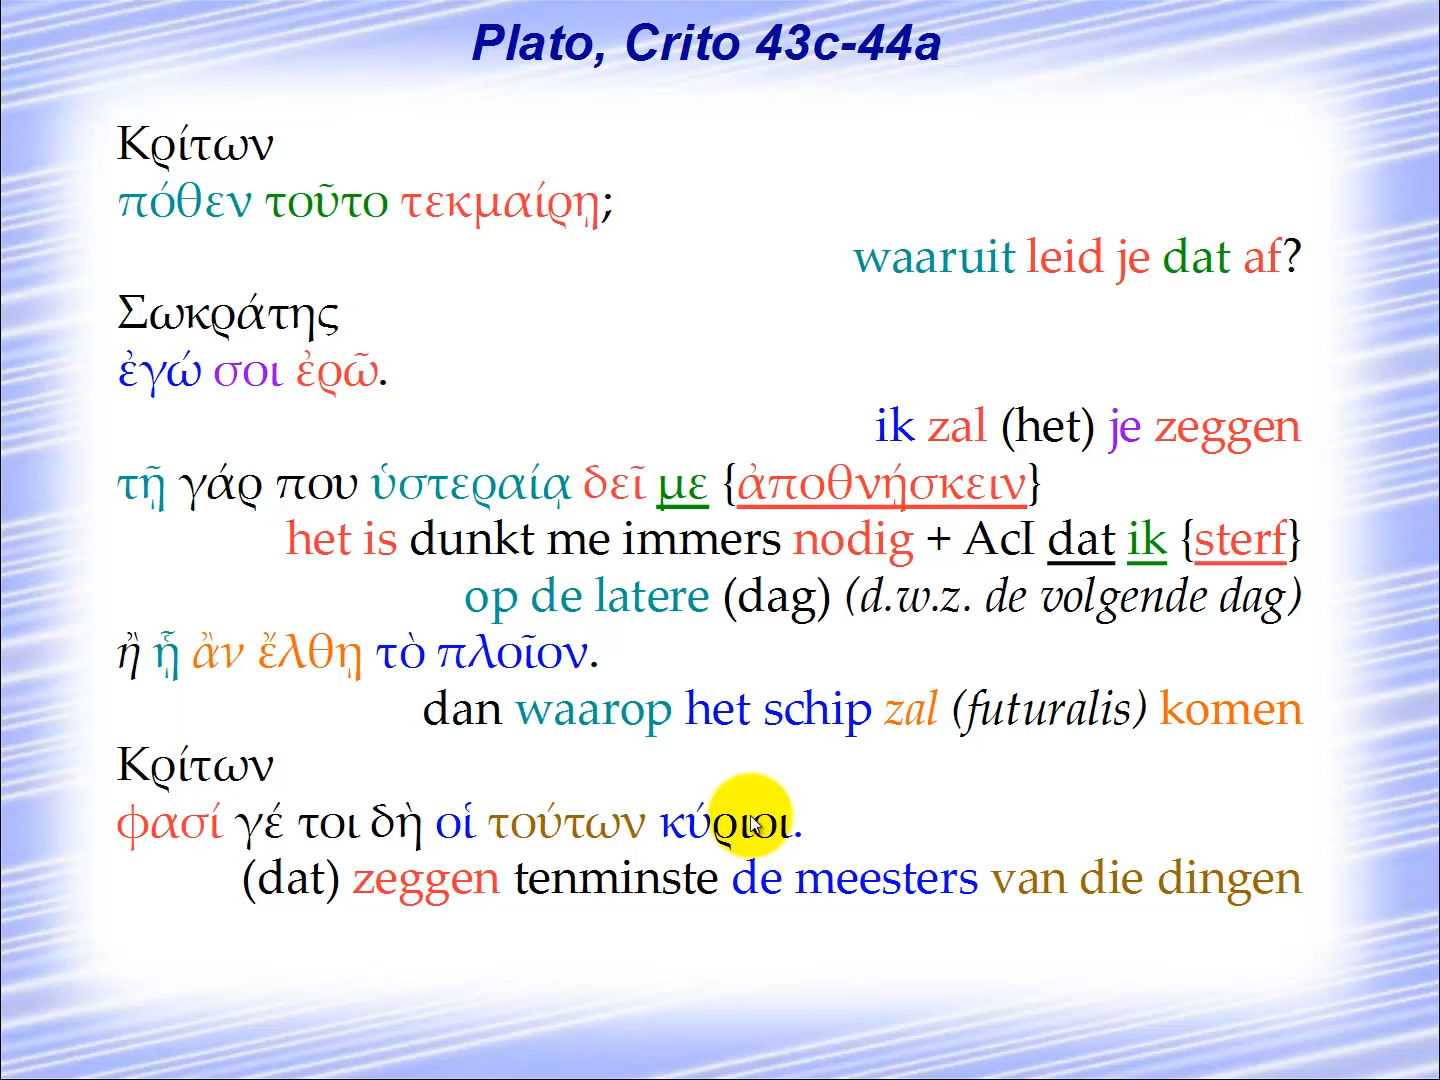 Plato, Crito 43c-44a
Κρίτων
πόθεν τοῦτο τεκμαίρῃ;
waaruit leid je dat af?
Σωκράτης
ἐγώ σοι ἐρῶ.
ik zal (het) je zeggen
τῇ γάρ που ὑστεραίᾳ δεῖ με {ἀποθνῄσκειν}
het is dunkt me immers nodig + AcI dat ik {sterf}
op de latere (dag) (d.w.z. de volgende dag)
ἢ ᾗ ἂν ἔλθῃ τὸ πλοῖον.
dan waarop het schip zal (futuralis) komen
Κρίτων
φασί γέ τοι δὴ οἱ τούτων κύριοι.
(dat) zeggen tenminste de meesters van die dingen